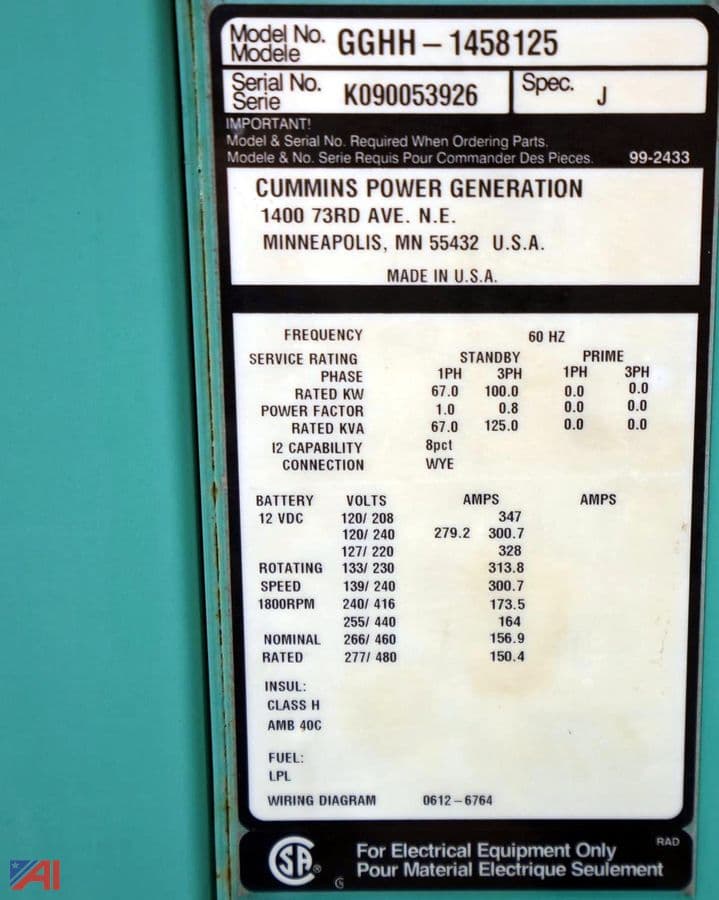 Model No. GGHH – 1458125
Modele
Serial No. K090053926 Spec. J
Serie
IMPORTANT!
Model & Serial No. Required When Ordering Parts.
Modele & No. Serie Requis Pour Commander Des Pieces. 99-2433
CUMMINS POWER GENERATION
1400 73RD AVE. N.E.
MINNEAPOLIS, MN 55432 U.S.A.
MADE IN U.S.A.
FREQUENCY 60 HZ
SERVICE RATING STANDBY PRIME
PHASE 1PH 3PH 1PH 3PH
RATED KW 67.0 100.0 0.0 0.0
POWER FACTOR 1.0 0.8 0.0 0.0
RATED KVA 67.0 125.0 0.0 0.0
I2 CAPABILITY 8pct
CONNECTION WYE
BATTERY VOLTS AMPS AMPS
12 VDC 120/ 208 347
120/ 240 279.2 300.7
127/ 220 328
ROTATING 133/ 230 313.8
SPEED 139/ 240 300.7
1800RPM 240/ 416 173.5
255/ 440 164
NOMINAL 266/ 460 156.9
RATED 277/ 480 150.4
INSUL:
CLASS H
AMB 40C
FUEL:
LPL
WIRING DIAGRAM 0612 – 6764
RAD
SA ® For Electrical Equipment Only
Pour Material Electrique Seulement
AI